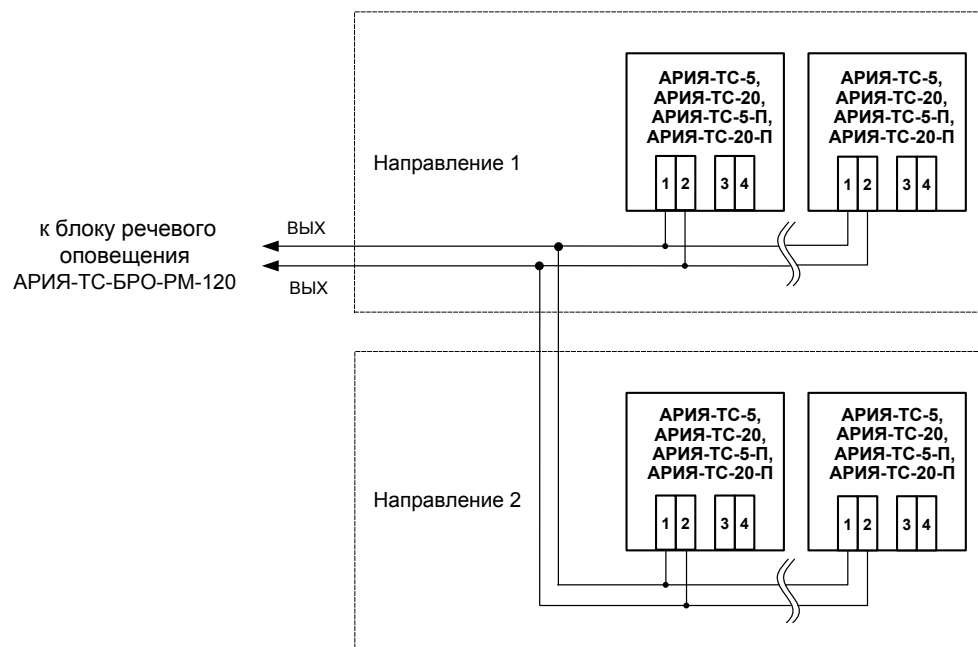 АРИЯ-ТС-5,
АРИЯ-ТС-20,
АРИЯ-ТС-5-П,
АРИЯ-ТС-20-П
1 2 3 4
АРИЯ-ТС-5,
АРИЯ-ТС-20,
АРИЯ-ТС-5-П,
АРИЯ-ТС-20-П
1 2 3 4
Направление 1
к блоку речевого
оповещения
АРИЯ-ТС-БРО-РМ-120
ВЫХ
ВЫХ
АРИЯ-ТС-5,
АРИЯ-ТС-20,
АРИЯ-ТС-5-П,
АРИЯ-ТС-20-П
1 2 3 4
АРИЯ-ТС-5,
АРИЯ-ТС-20,
АРИЯ-ТС-5-П,
АРИЯ-ТС-20-П
1 2 3 4
Направление 2